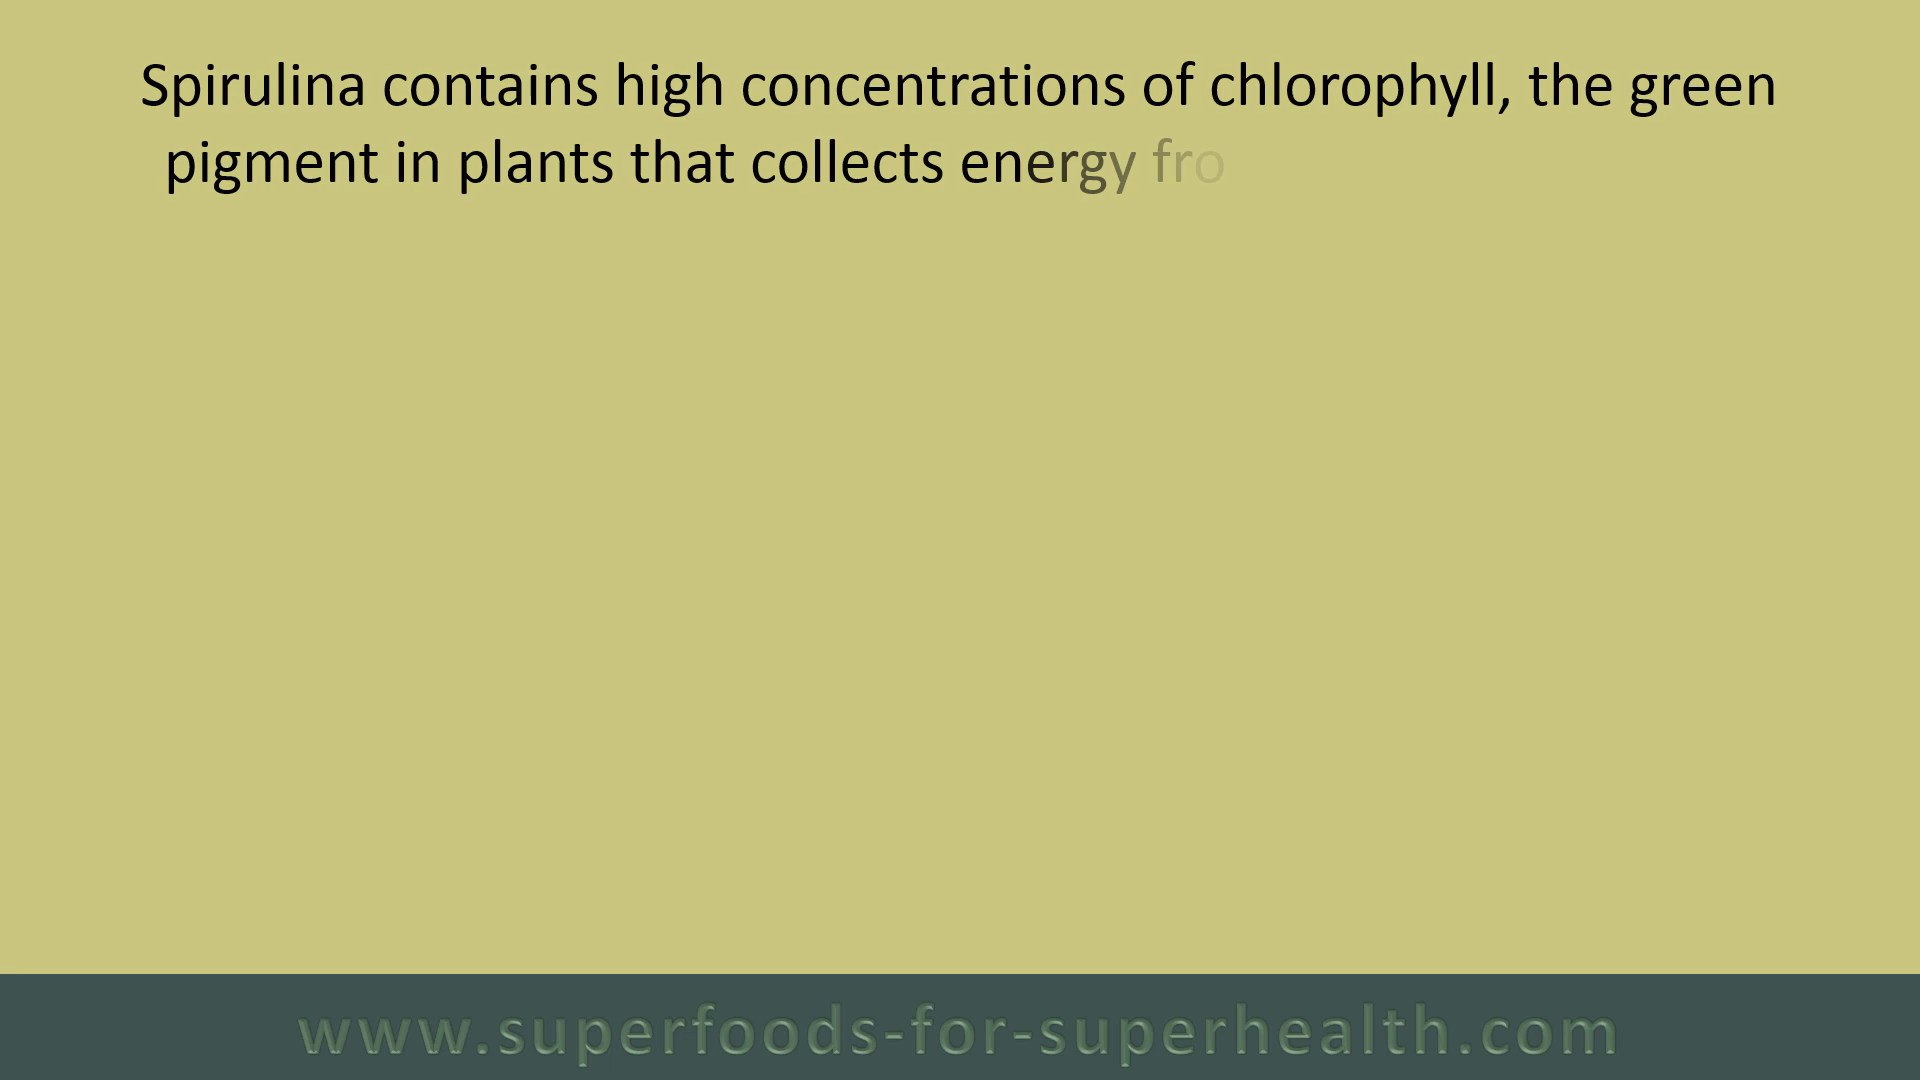 Spirulina contains high concentrations of chlorophyll, the green
pigment in plants that collects energy fro
www.superfoods-for-superhealth.com